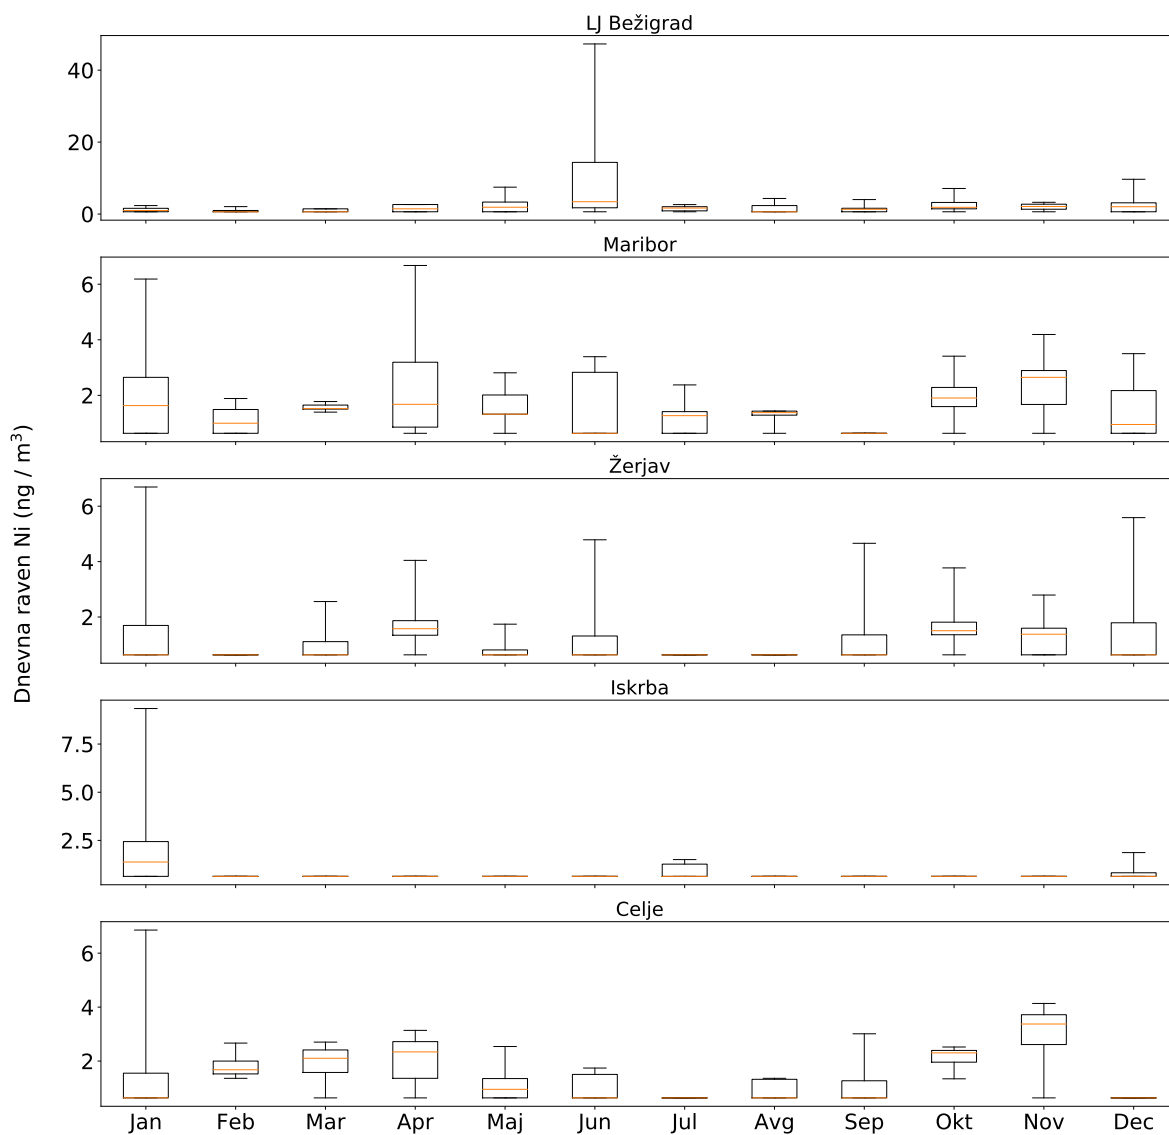 LJ Bežigrad
40
20
0
Maribor
6
4
2
Žerjav
6
4
2
Iskrba
7.5
5.0
2.5
Celje
6
4
2
Jan Feb Mar Apr Maj Jun Jul Avg Sep Okt Nov Dec
Dnevna raven Ni (ng / m³)